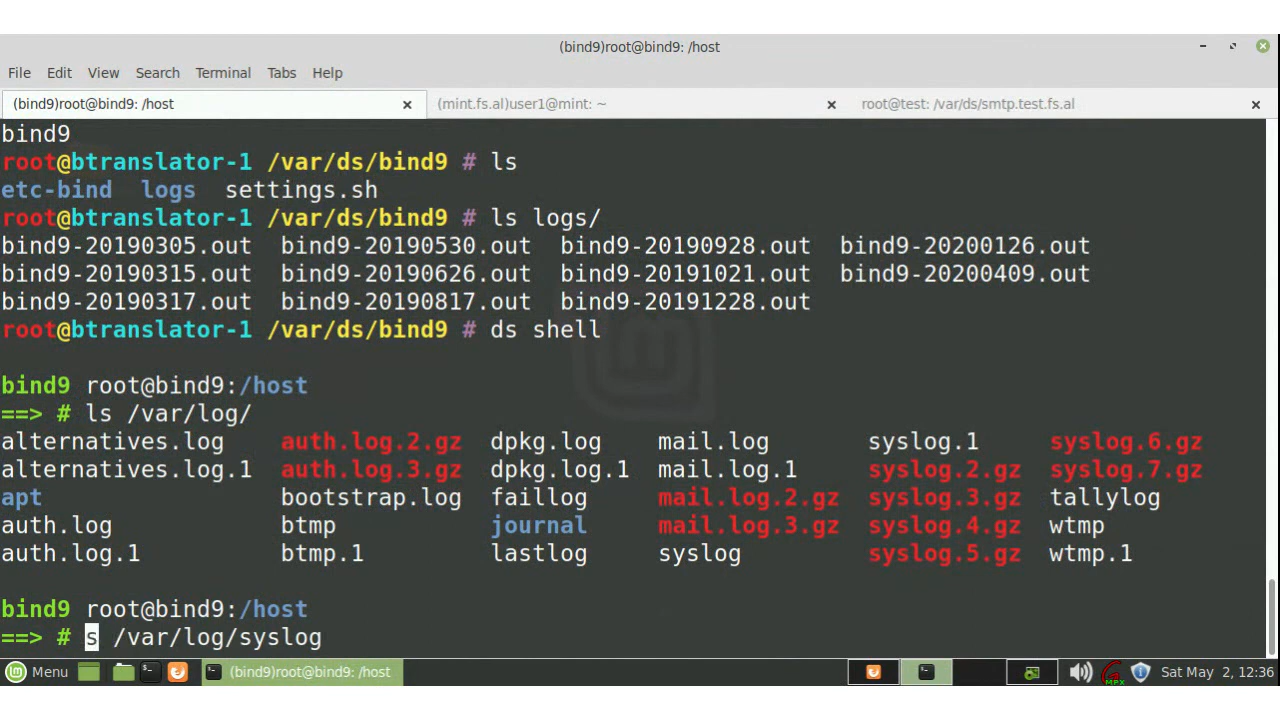 (bind9)root@bind9: /host
File Edit View Search Terminal Tabs Help
(bind9)root@bind9: /host (mint.fs.al)user1@mint: ~ root@test: /var/ds/smtp.test.fs.al
bind9
root@btranslator-1 /var/ds/bind9 # ls
etc-bind logs settings.sh
root@btranslator-1 /var/ds/bind9 # ls logs/
bind9-20190305.out bind9-20190530.out bind9-20190928.out bind9-20200126.out
bind9-20190315.out bind9-20190626.out bind9-20191021.out bind9-20200409.out
bind9-20190317.out bind9-20190817.out bind9-20191228.out
root@btranslator-1 /var/ds/bind9 # ds shell
bind9 root@bind9:/host
==> # ls /var/log/
alternatives.log auth.log.2.gz dpkg.log mail.log syslog.1 syslog.6.gz
alternatives.log.1 auth.log.3.gz dpkg.log.1 mail.log.1 syslog.2.gz syslog.7.gz
apt bootstrap.log faillog mail.log.2.gz syslog.3.gz tallylog
auth.log btmp journal mail.log.3.gz syslog.4.gz wtmp
auth.log.1 btmp.1 lastlog syslog syslog.5.gz wtmp.1
bind9 root@bind9:/host
==> # s /var/log/syslog
Menu (bind9)root@bind9: /host MPX Sat May 2, 12:36